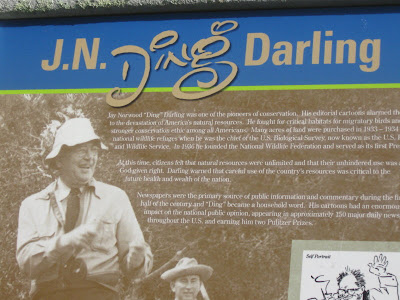 J.N. Ding Darling
Jay Norwood "Ding" Darling was one of the pioneers of conservation. His editorial cartoons alerted the
to the devastation of America's natural resources. He fought for critical habitats for migratory birds and
stronger conservation ethic among all Americans! Many acres of land were purchased in 1933 - 1934
national wildlife refuges when he was the chief of the U.S. Biological Survey, now known as the U.S. F
and Wildlife Service. In 1936 he founded the National Wildlife Federation and served as its first Pres
At this time, citizens felt that natural resources were unlimited and that their unhindered use was
God-given right. Darling warned that careful use of the country's resources was critical to the
future health and wealth of the nation.
Newspapers were the primary source of public information and commentary during the fi
half of the century and "Ding" became a household word. His cartoons had an enormous
impact on the national public opinion, appearing in approximately 150 major daily news
throughout the U.S. and earning him two Pulitzer Prizes.
Self Portrait